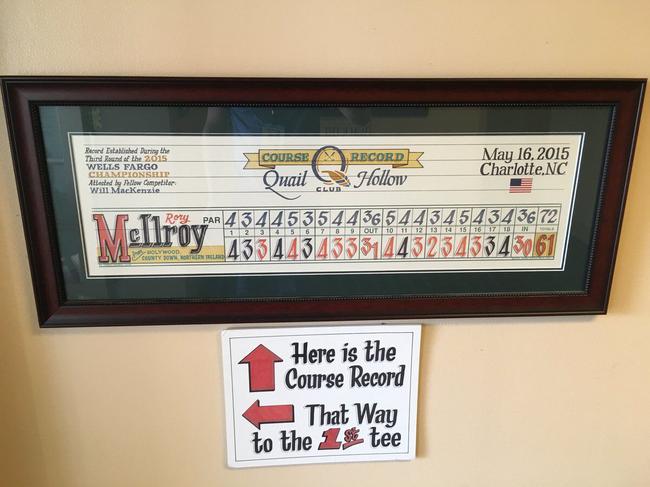 Record Established During the
Third Round of the 2015
WELLS FARGO
CHAMPIONSHIP
Attested by Fellow Competitor:
Will MacKenzie
COURSE RECORD
Quail Hollow
CLUB
May 16, 2015
Charlotte, NC
Rory
McIlroy
HOLYWOOD
COUNTY DOWN, NORTHERN IRELAND
PAR 4 3 4 4 5 3 5 4 4 36 5 4 4 3 4 5 4 3 4 36 72
1 2 3 4 5 6 7 8 9 OUT 10 11 12 13 14 15 16 17 18 IN TOTALS
4 3 3 4 4 3 4 3 3 31 4 4 3 2 3 4 3 3 4 30 61
Here is the
Course Record
That Way
to the 1st tee